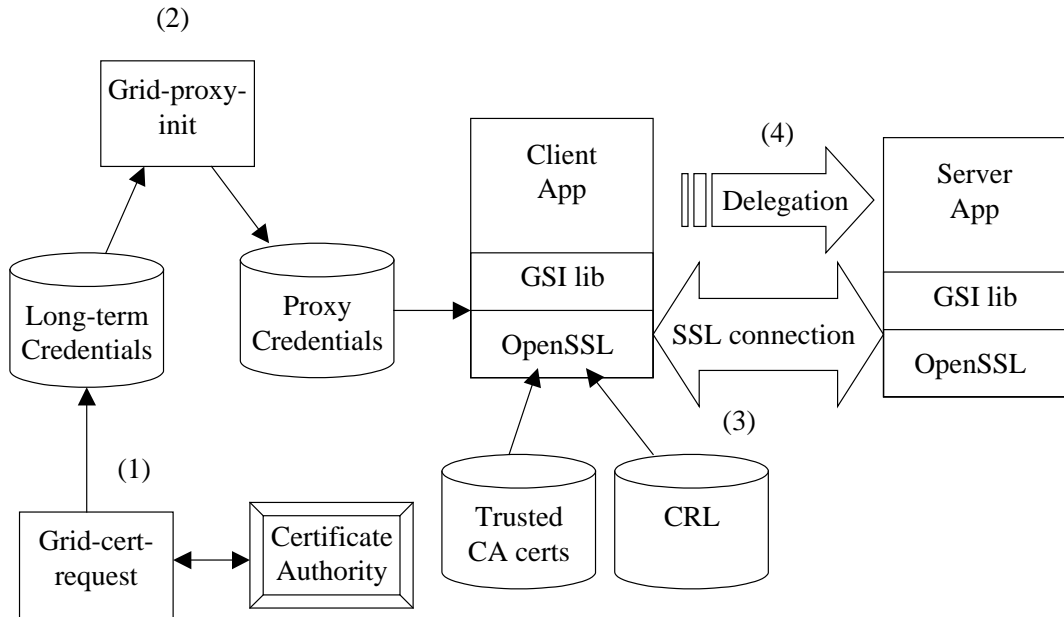 (2)
Grid-proxy-
init
Client
App
(4)
Delegation
Server
App
Long-term
Credentials
Proxy
Credentials
GSI lib
OpenSSL
SSL connection
GSI lib
OpenSSL
(3)
(1)
Grid-cert-
request
Certificate
Authority
Trusted
CA certs
CRL